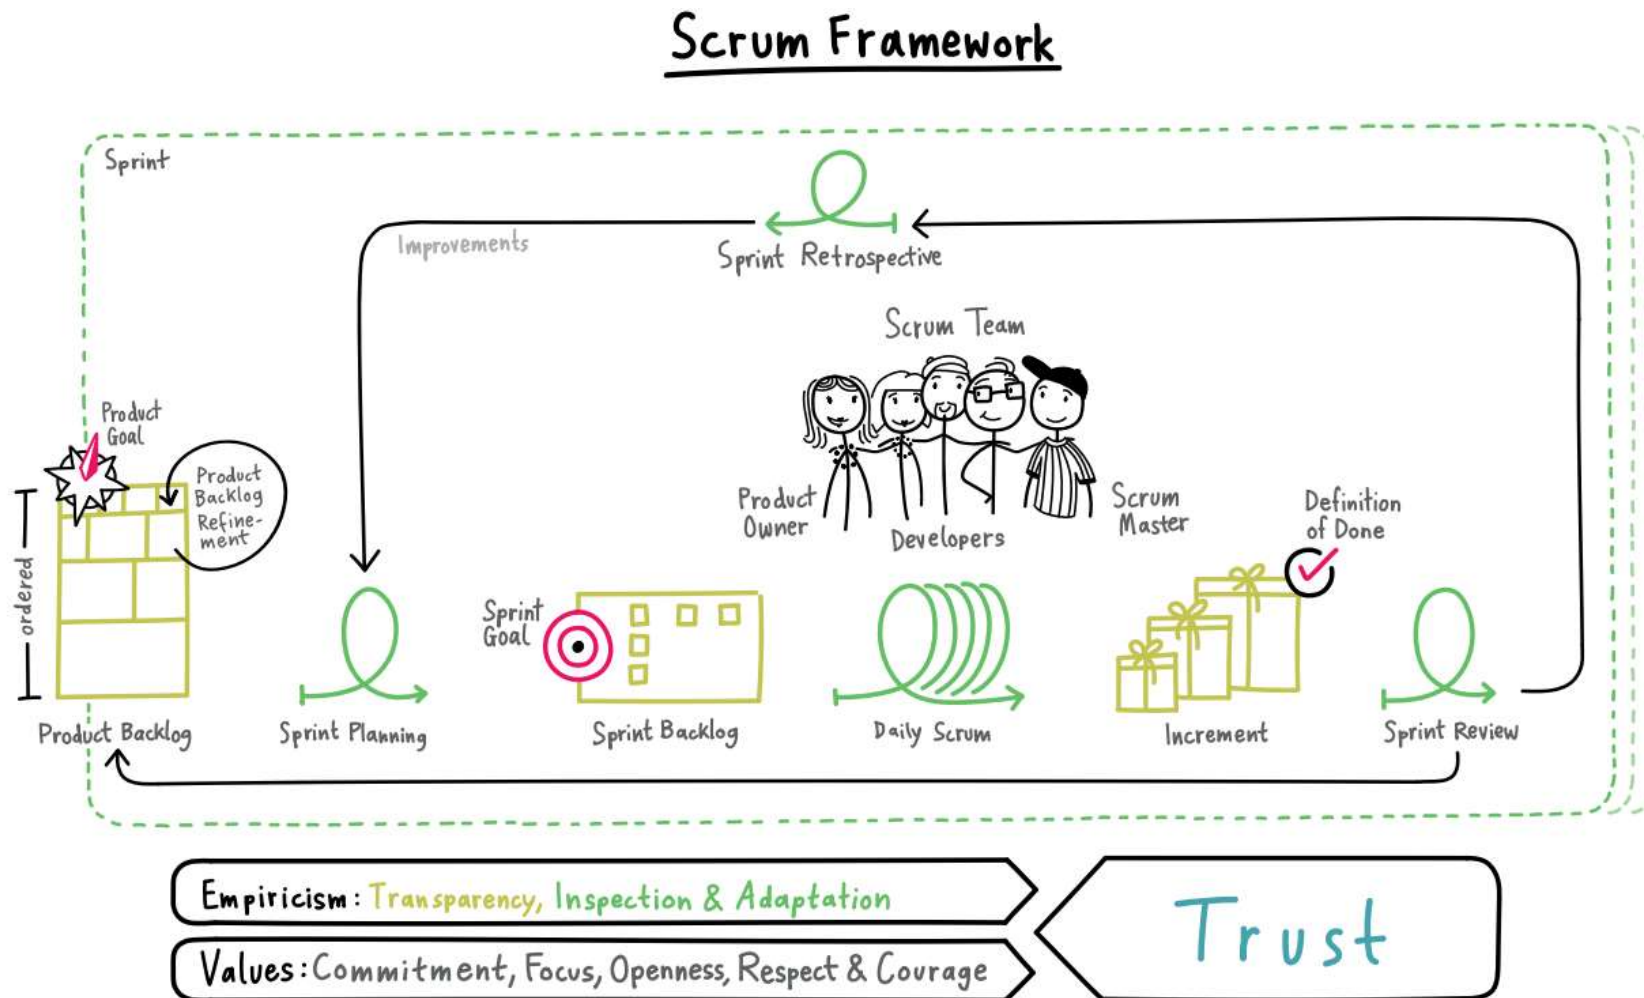 Scrum Framework
Sprint
Improvements
Sprint Retrospective
Scrum Team
Product
Goal
Product
Backlog
Refine-
ment
ordered
Product
Owner
Developers
Scrum
Master
Definition
of Done
Sprint
Goal
Product Backlog
Sprint Planning
Sprint Backlog
Daily Scrum
Increment
Sprint Review
Empiricism: Transparency, Inspection & Adaptation
Values: Commitment, Focus, Openness, Respect & Courage
Trust